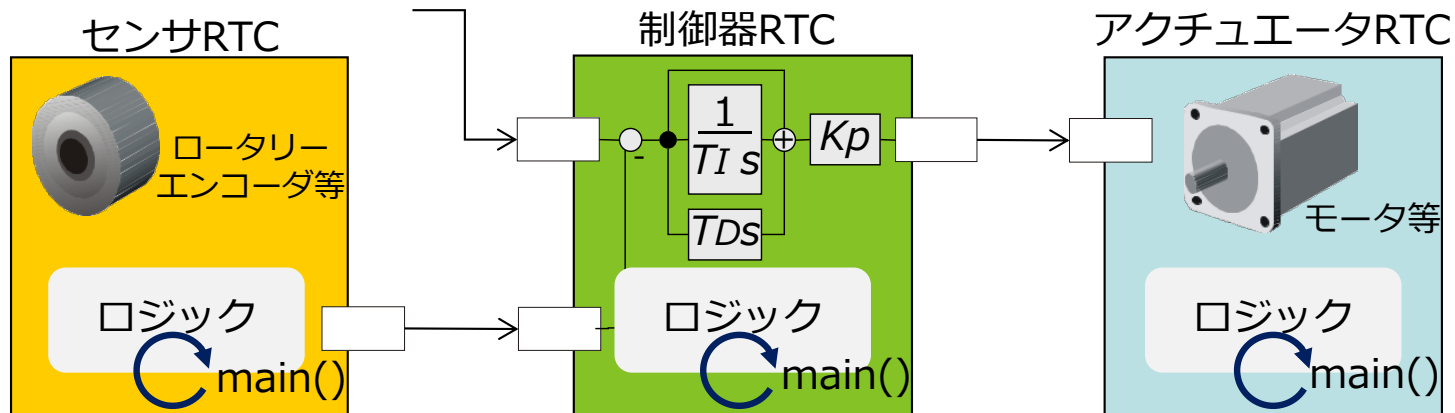 センサRTC
ロータリー
エンコーダ等
ロジック
main()
制御器RTC
-
1
TI s
+
Kp
TDs
ロジック
main()
アクチュエータRTC
モータ等
ロジック
main()